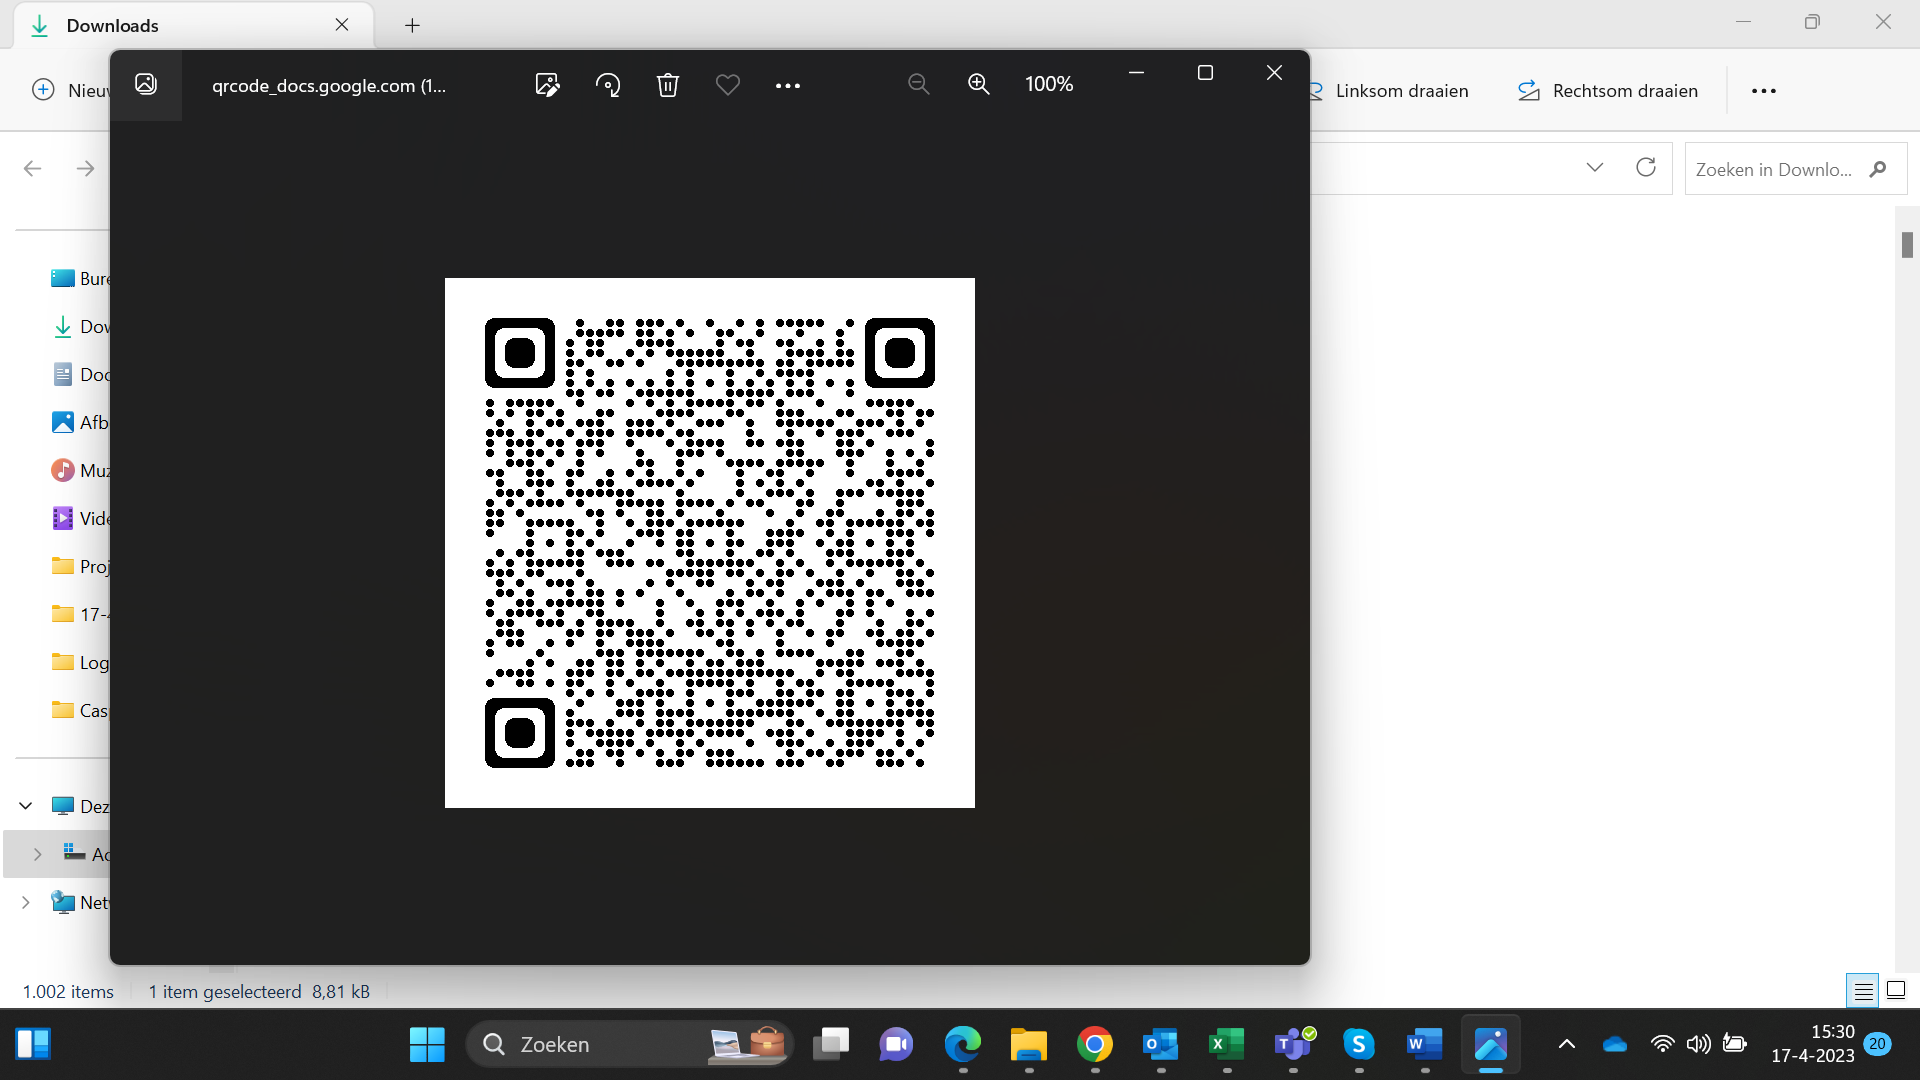 Downloads
Nieu
qrcode_docs.google.com (1...
100%
Linksom draaien
Rechtsom draaien
Zoeken in Downlo...
Bure
Dow
Doc
Afb
Muz
Vide
Proj
17-4
Log
Cas
Dez
Ac
Net
1.002 items
1 item geselecteerd 8,81 kB
Zoeken
15:30
17-4-2023
20